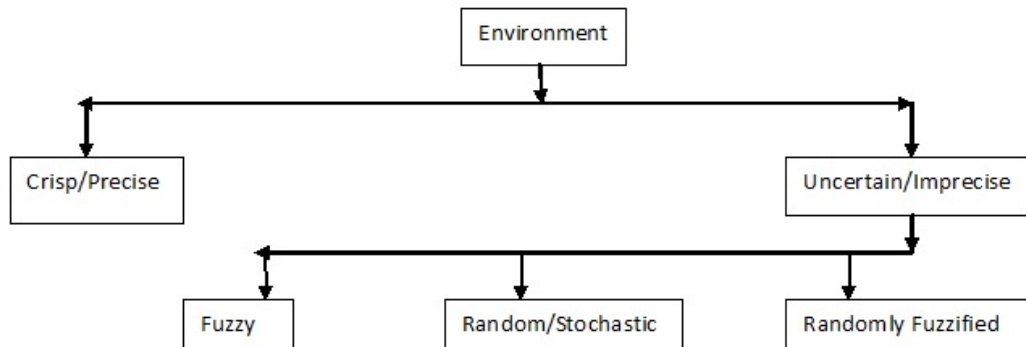 Environment
Crisp/Precise
Uncertain/Imprecise
Fuzzy
Random/Stochastic
Randomly Fuzzified